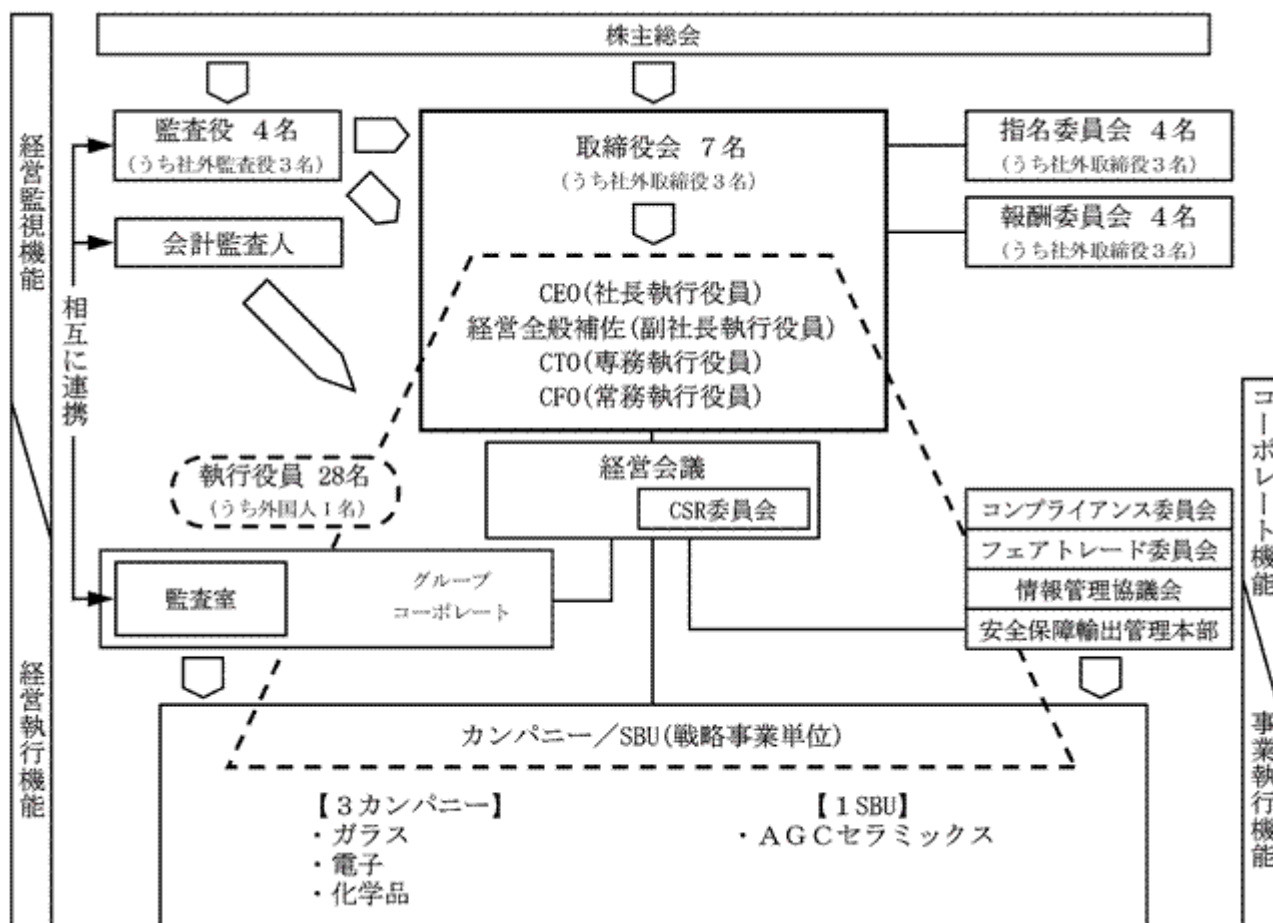 株主総会
経営監視機能
経営執行機能
相互に連携
監査役 4名
(うち社外監査役3名)
会計監査人
取締役会 7名
(うち社外取締役3名)
指名委員会 4名
(うち社外取締役3名)
報酬委員会 4名
(うち社外取締役3名)
CEO(社長執行役員)
経営全般補佐(副社長執行役員)
CTO(専務執行役員)
CFO(常務執行役員)
執行役員 28名
(うち外国人1名)
経営会議
CSR委員会
監査室
グループ
コーポレート
コンプライアンス委員会
フェアトレード委員会
情報管理協議会
安全保障輸出管理本部
コーポレート機能
事業執行機能
カンパニー/SBU(戦略事業単位)
【3カンパニー】
・ガラス
・電子
・化学品
【1SBU】
・AGCセラミックス